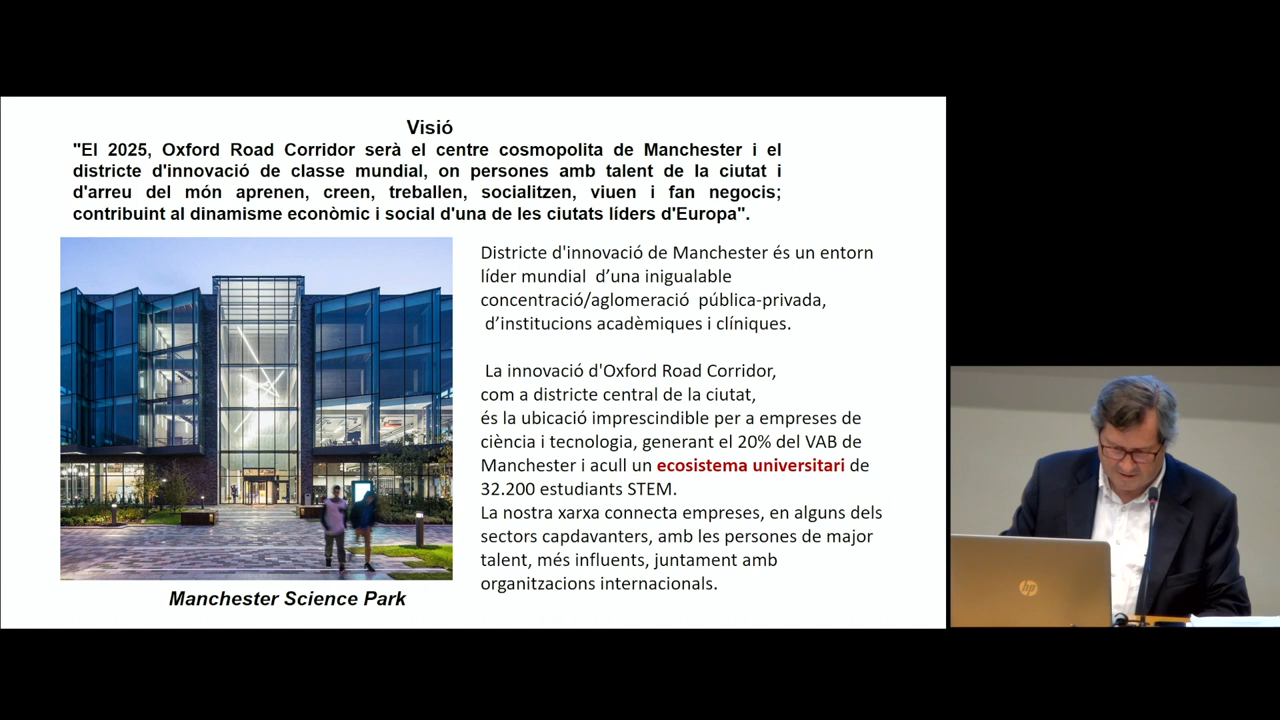 Visió
"El 2025, Oxford Road Corridor serà el centre cosmopolita de Manchester i el
districte d'innovació de classe mundial, on persones amb talent de la ciutat i
d'arreu del món aprenen, creen, treballen, socialitzen, viuen i fan negocis;
contribuint al dinamisme econòmic i social d'una de les ciutats líders d'Europa".
Districte d'innovació de Manchester és un entorn
líder mundial d’una inigualable
concentració/aglomeració pública-privada,
d’institucions acadèmiques i clíniques.
La innovació d'Oxford Road Corridor,
com a districte central de la ciutat,
és la ubicació imprescindible per a empreses de
ciència i tecnologia, generant el 20% del VAB de
Manchester i acull un ecosistema universitari de
32.200 estudiants STEM.
La nostra xarxa connecta empreses, en alguns dels
sectors capdavanters, amb les persones de major
talent, més influents, juntament amb
organitzacions internacionals.
Manchester Science Park
hp